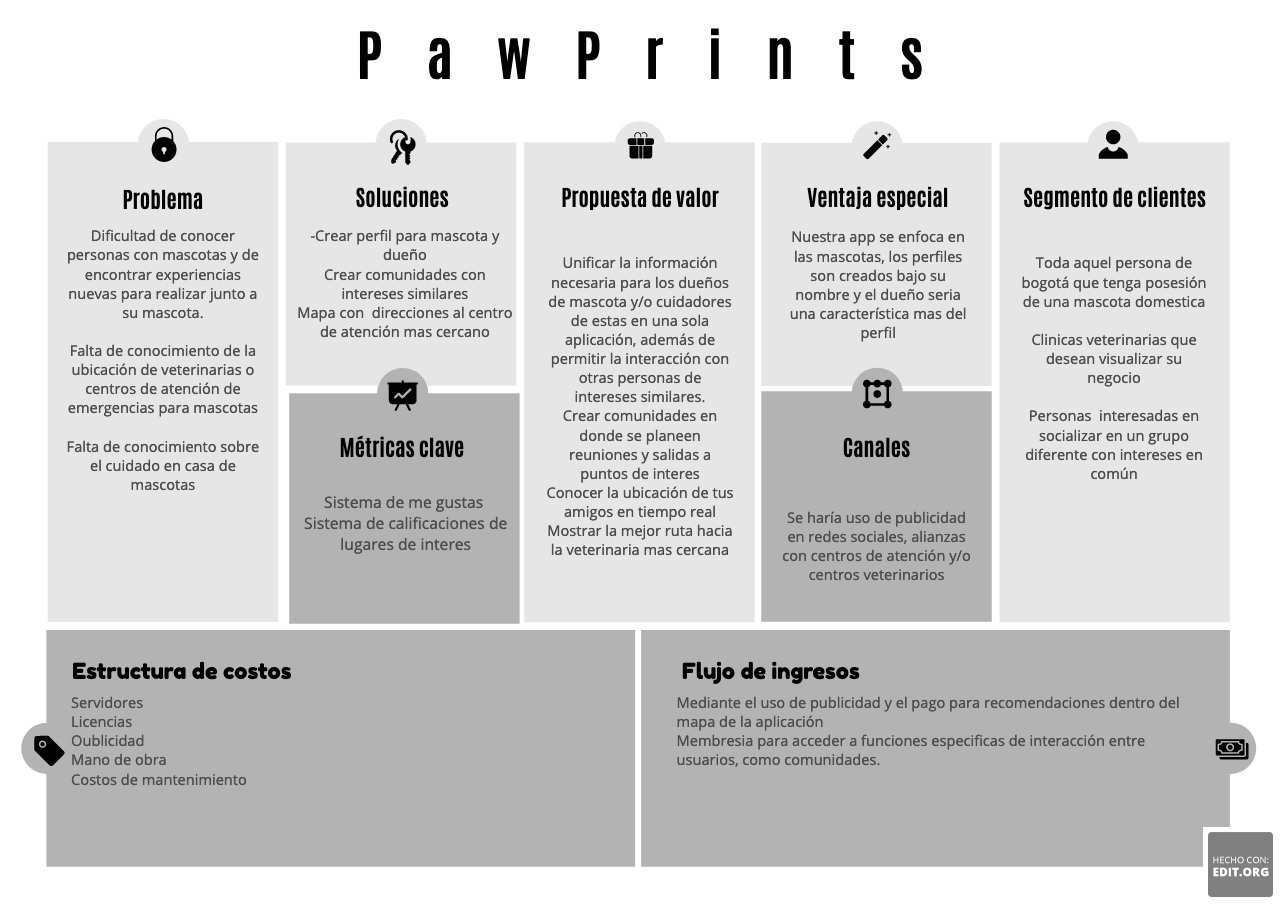 PawPrints
Problema
Dificultad de conocer
personas con mascotas y de
encontrar experiencias
nuevas para realizar junto a
su mascota.
Falta de conocimiento de la
ubicación de veterinarias o
centros de atención de
emergencias para mascotas
Falta de conocimiento sobre
el cuidado en casa de
mascotas
Soluciones
-Crear perfil para mascota y
dueño
Crear comunidades con
intereses similares
Mapa con direcciones al centro
de atención mas cercano
Métricas clave
Sistema de me gustas
Sistema de calificaciones de
lugares de interes
Propuesta de valor
Unificar la información
necesaria para los dueños
de mascota y/o cuidadores
de estas en una sola
aplicación, además de
permitir la interacción con
otras personas de
intereses similares.
Crear comunidades en
donde se planeen
reuniones y salidas a
puntos de interes
Conocer la ubicación de tus
amigos en tiempo real
Mostrar la mejor ruta hacia
la veterinaria mas cercana
Ventaja especial
Nuestra app se enfoca en
las mascotas, los perfiles
son creados bajo su
nombre y el dueño seria
una característica mas del
perfil
Canales
Se haría uso de publicidad
en redes sociales, alianzas
con centros de atención y/o
centros veterinarios
Segmento de clientes
Toda aquel persona de
bogotá que tenga posesión
de una mascota domestica
Clinicas veterinarias que
desean visualizar su
negocio
Personas interesadas en
socializar en un grupo
diferente con intereses en
común
Estructura de costos
Servidores
Licencias
Oublicidad
Mano de obra
Costos de mantenimiento
Flujo de ingresos
Mediante el uso de publicidad y el pago para recomendaciones dentro del
mapa de la aplicación
Membresia para acceder a funciones especificas de interacción entre
usuarios, como comunidades.
HECHO CON:
EDIT.ORG